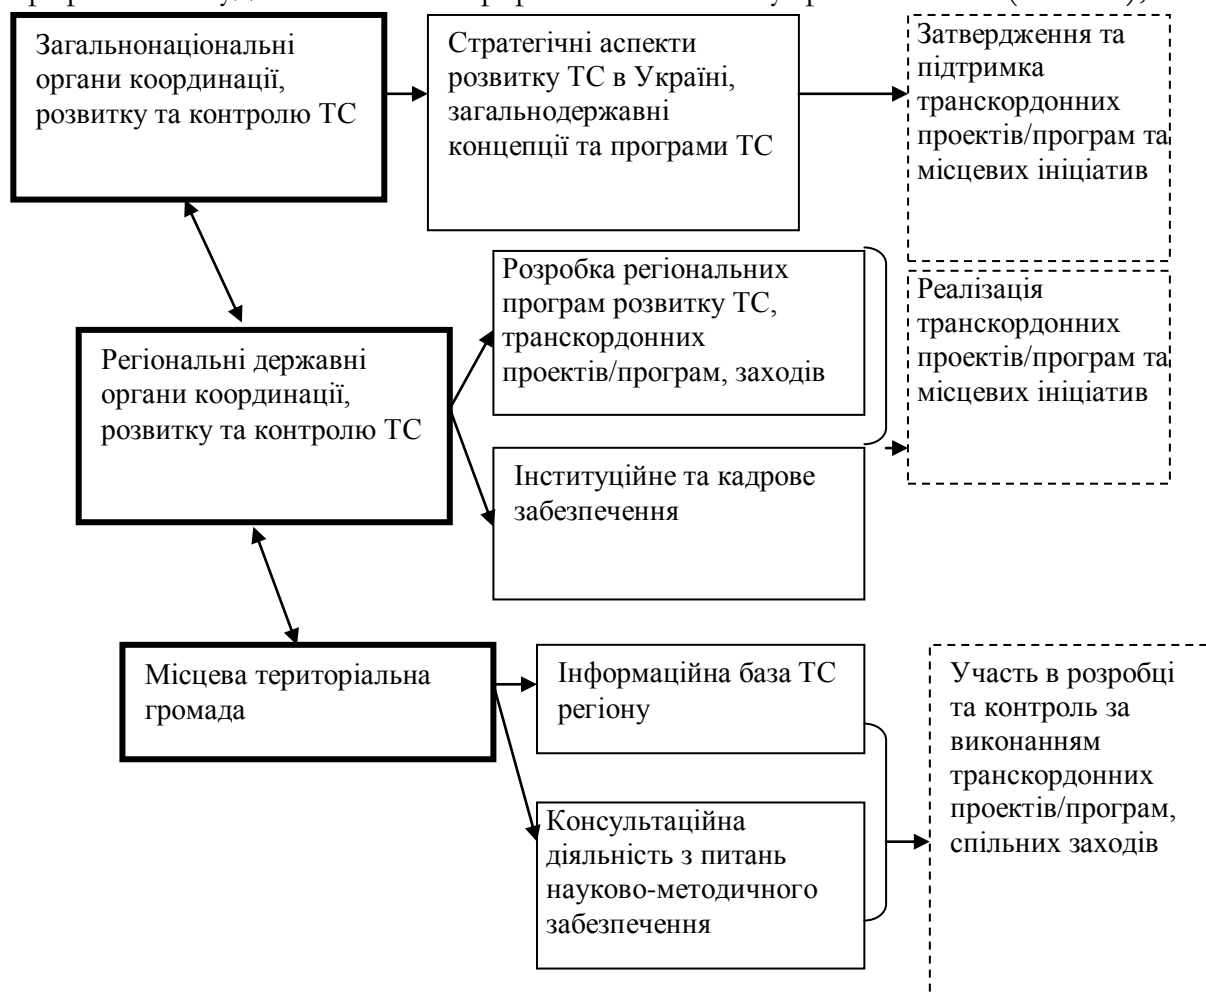 Загальнонаціональні
органи координації,
розвитку та контролю ТС
Стратегічні аспекти
розвитку ТС в Україні,
загальнодержавні
концепції та програми ТС
Затвердження та
підтримка
транскордонних
проектів/програм та
місцевих ініціатив
Регіональні державні
органи координації,
розвитку та контролю ТС
Розробка регіональних
програм розвитку ТС,
транскордонних
проектів/програм, заходів
Інституційне та кадрове
забезпечення
Реалізація
транскордонних
проектів/програм та
місцевих ініціатив
Місцева територіальна
громада
Інформаційна база ТС
регіону
Консультаційна
діяльність з питань
науково-методичного
забезпечення
Участь в розробці
та контроль за
виконанням
транскордонних
проектів/програм,
спільних заходів